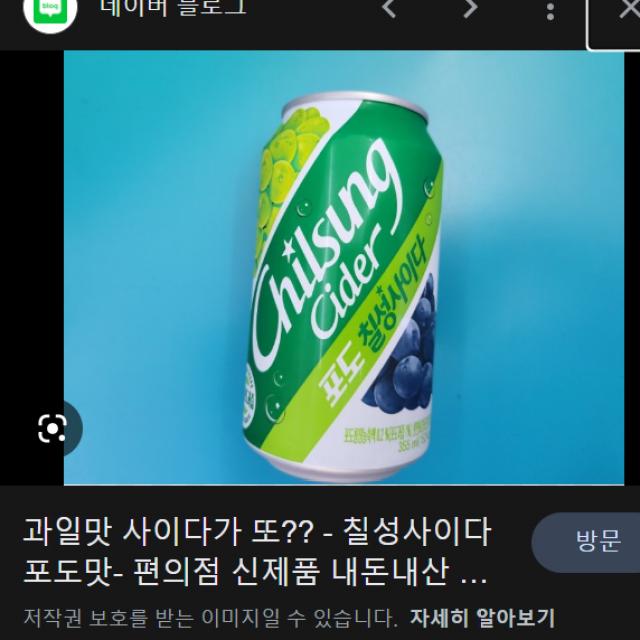 blog
네이버 블로그
Chilsung
Cider
포도 칠성사이다
355 ml
과일맛 사이다가 또?? - 칠성사이다
포도맛- 편의점 신제품 내돈내산 ...
방문
저작권 보호를 받는 이미지일 수 있습니다. 자세히 알아보기